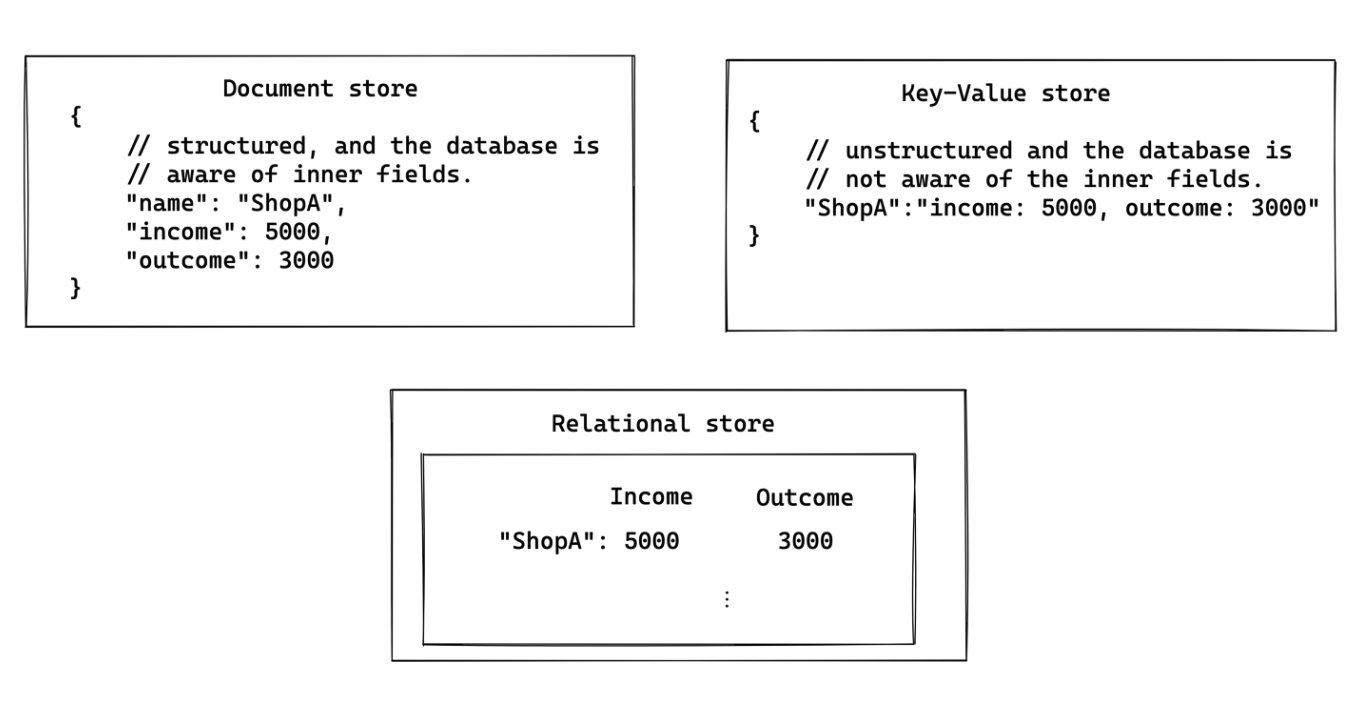 Document store
{
// structured, and the database is
// aware of inner fields.
"name": "ShopA",
"income": 5000,
"outcome": 3000
}
Key-Value store
{
// unstructured and the database is
// not aware of the inner fields.
"ShopA":"income: 5000, outcome: 3000"
}
Relational store
Income Outcome
"ShopA": 5000 3000
⋮